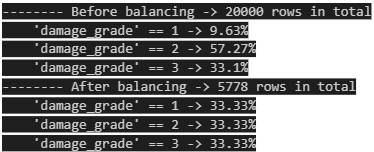 -------- Before balancing -> 20000 rows in total
'damage_grade' == 1 -> 9.63%
'damage_grade' == 2 -> 57.27%
'damage_grade' == 3 -> 33.1%
-------- After balancing -> 5778 rows in total
'damage_grade' == 1 -> 33.33%
'damage_grade' == 2 -> 33.33%
'damage_grade' == 3 -> 33.33%